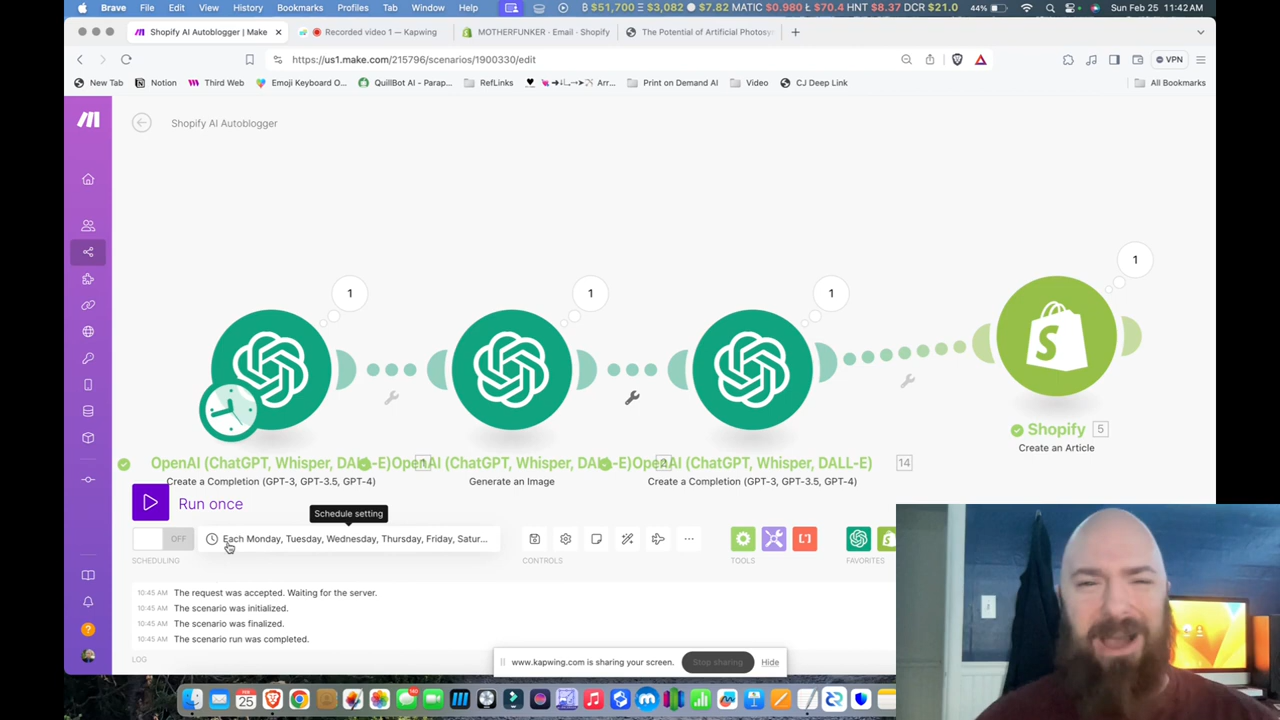 Brave File Edit View History Bookmarks Profiles Tab Window Help ₿ $51,700 $3,082 $7.82 MATIC $0.980 Ł $70.4 HNT $8.37 DCR $21.0 44% Sun Feb 25 11:42 AM
Shopify AI Autoblogger | Make Recorded video 1 — Kapwing MOTHERFUNKER · Email · Shopify The Potential of Artificial Photosy
https://us1.make.com/215796/scenarios/1900330/edit VPN
New Tab Notion Third Web Emoji Keyboard O... QuillBot AI - Parap... RefLinks Arr... Print on Demand AI Video CJ Deep Link All Bookmarks
Shopify AI Autoblogger
1
1 1 1
Shopify 5
Create an Article
OpenAI (ChatGPT, Whisper, DALL-E) OpenAI (ChatGPT, Whisper, DALL-E) OpenAI (ChatGPT, Whisper, DALL-E) 14
Create a Completion (GPT-3, GPT-3.5, GPT-4) Generate an Image Create a Completion (GPT-3, GPT-3.5, GPT-4)
Run once
Schedule setting
OFF Each Monday, Tuesday, Wednesday, Thursday, Friday, Satur...
SCHEDULING CONTROLS TOOLS FAVORITES
10:45 AM The request was accepted. Waiting for the server.
10:45 AM The scenario was initialized.
10:45 AM The scenario was finalized.
10:45 AM The scenario run was completed.
LOG
www.kapwing.com is sharing your screen. Stop sharing Hide